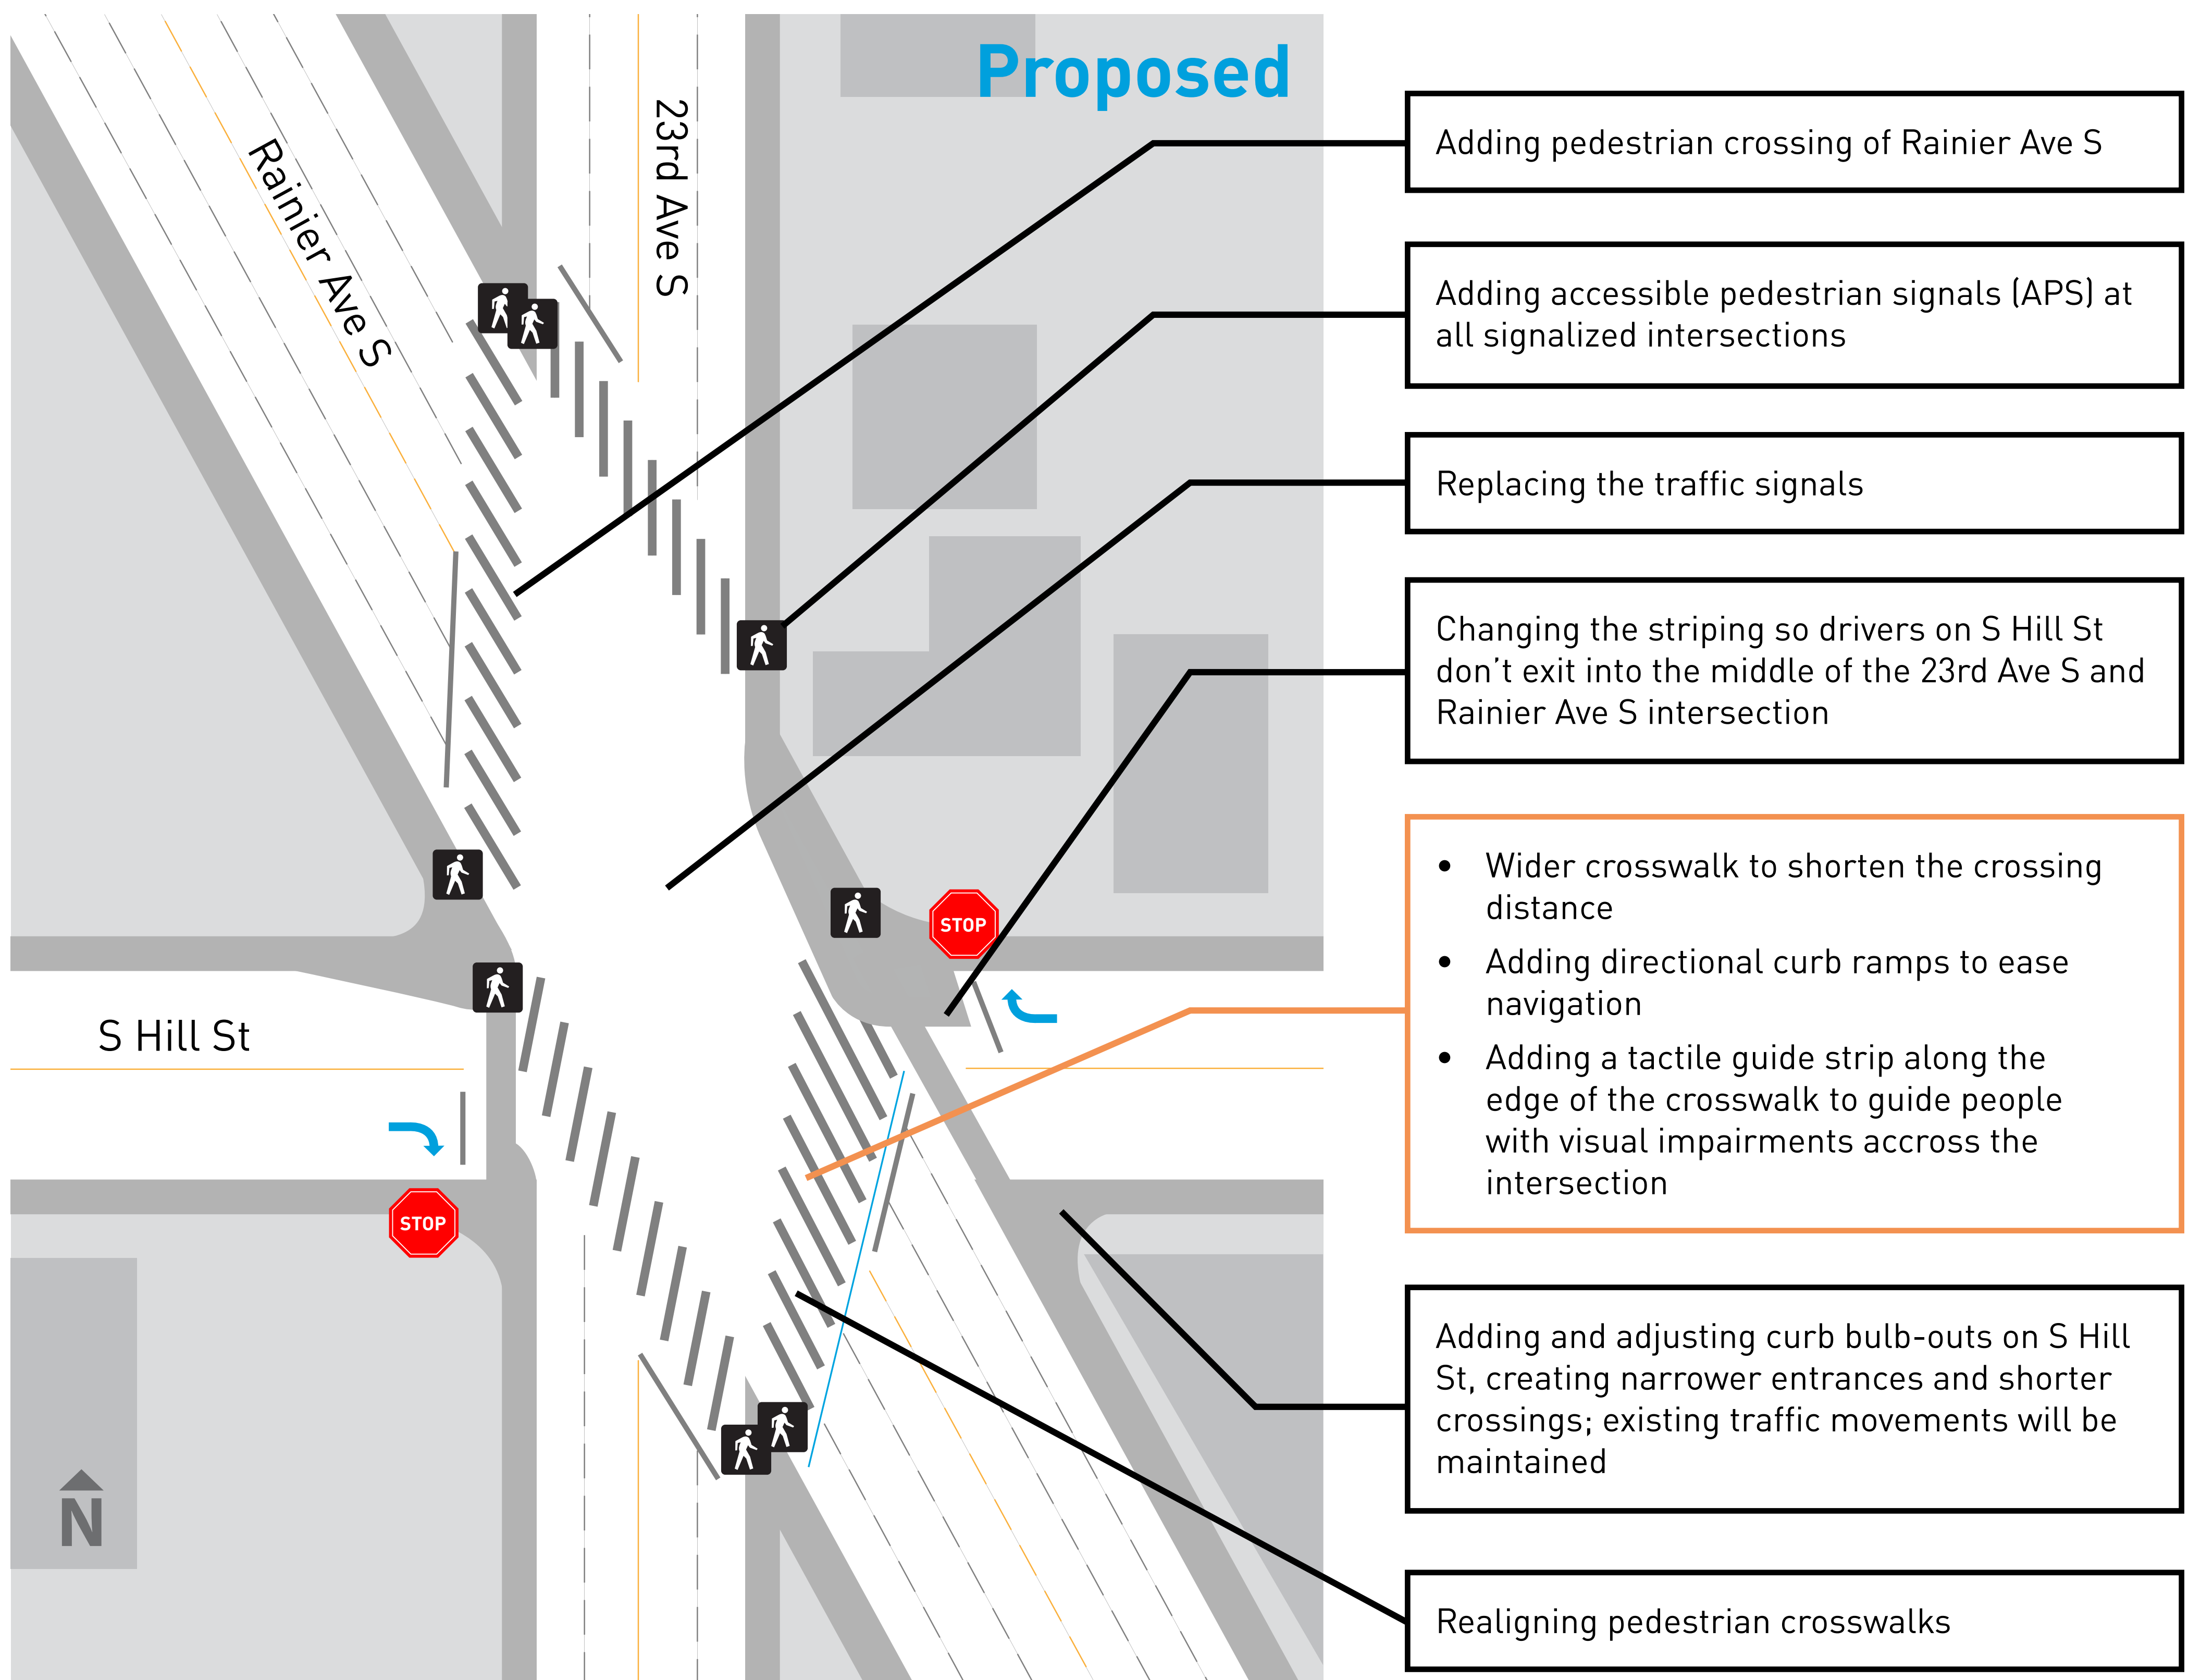 Proposed
Rainier Ave S
23rd Ave S
S Hill St
STOP
STOP
N
Adding pedestrian crossing of Rainier Ave S
Adding accessible pedestrian signals (APS) at
all signalized intersections
Replacing the traffic signals
Changing the striping so drivers on S Hill St
don't exit into the middle of the 23rd Ave S and
Rainier Ave S intersection
• Wider crosswalk to shorten the crossing
distance
• Adding directional curb ramps to ease
navigation
• Adding a tactile guide strip along the
edge of the crosswalk to guide people
with visual impairments accross the
intersection
Adding and adjusting curb bulb-outs on S Hill
St, creating narrower entrances and shorter
crossings; existing traffic movements will be
maintained
Realigning pedestrian crosswalks